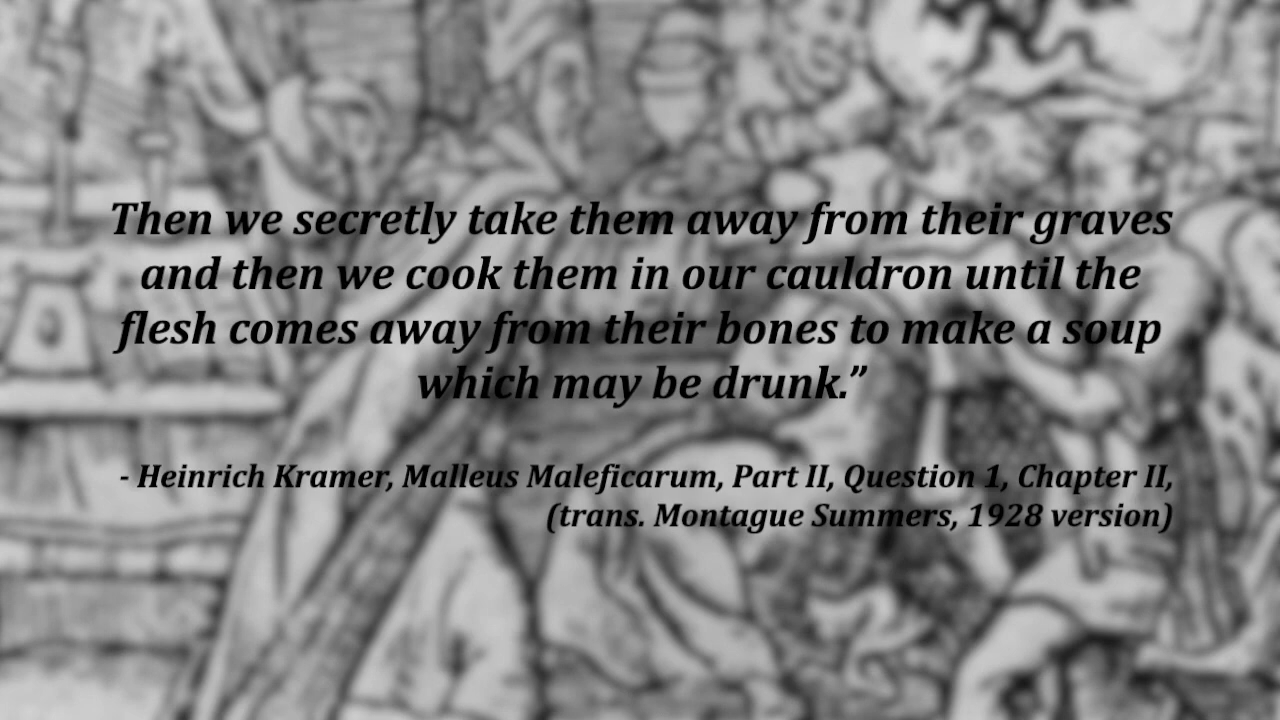 Then we secretly take them away from their graves
and then we cook them in our cauldron until the
flesh comes away from their bones to make a soup
which may be drunk.”
- Heinrich Kramer, Malleus Maleficarum, Part II, Question 1, Chapter II,
(trans. Montague Summers, 1928 version)